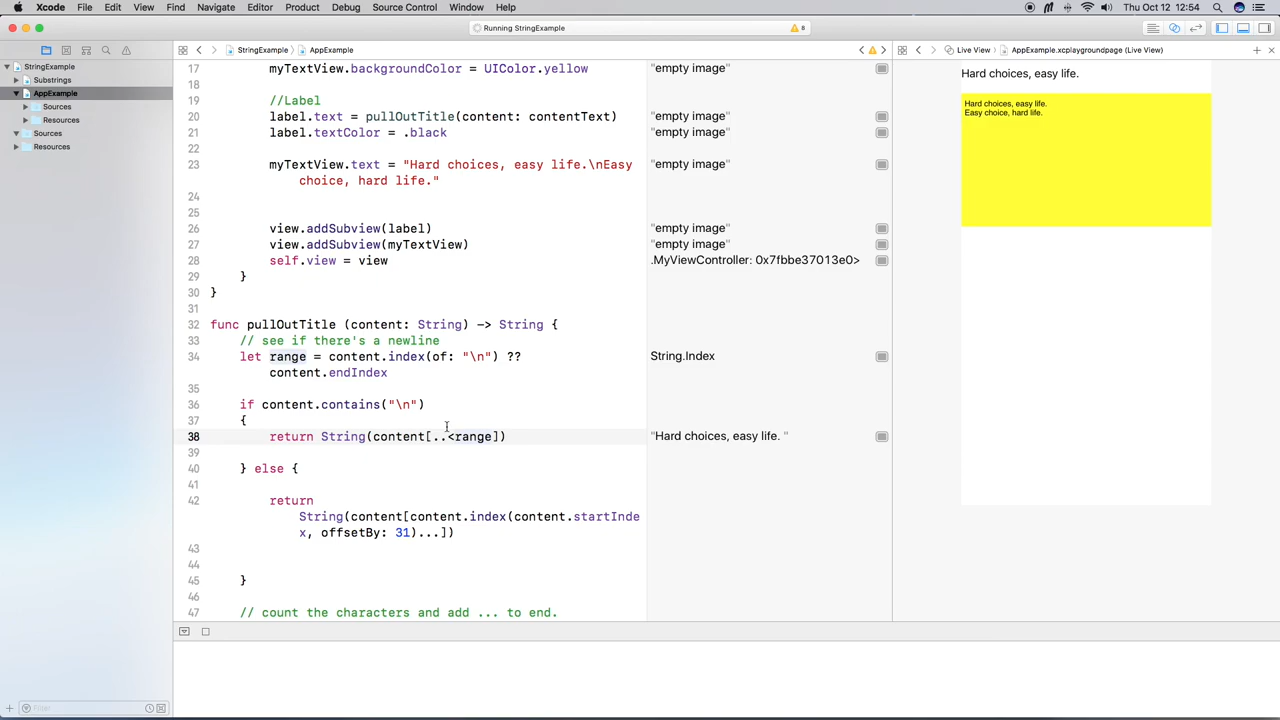 Xcode File Edit View Find Navigate Editor Product Debug Source Control Window Help Thu Oct 12 12:54
Running StringExample 8
StringExample AppExample Live View AppExample.xcplaygroundpage (Live View)
StringExample
Substrings
AppExample
Sources
Resources
Sources
Resources
17 myTextView.backgroundColor = UIColor.yellow "empty image"
18
19 //Label
20 label.text = pullOutTitle(content: contentText) "empty image"
21 label.textColor = .black "empty image"
22
23 myTextView.text = "Hard choices, easy life.\nEasy "empty image"
choice, hard life."
24
25
26 view.addSubview(label) "empty image"
27 view.addSubview(myTextView) "empty image"
28 self.view = view .MyViewController: 0x7fbbe37013e0>
29 }
30 }
31
32 func pullOutTitle (content: String) -> String {
33 // see if there's a newline
34 let range = content.index(of: "\n") ?? String.Index
content.endIndex
35
36 if content.contains("\n")
37 {
38 return String(content[..<range]) "Hard choices, easy life. "
39
40 } else {
41
42 return
String(content[content.index(content.startInde
x, offsetBy: 31)...])
43
44
45 }
46
47 // count the characters and add ... to end.
Hard choices, easy life.
Hard choices, easy life.
Easy choice, hard life.
Filter